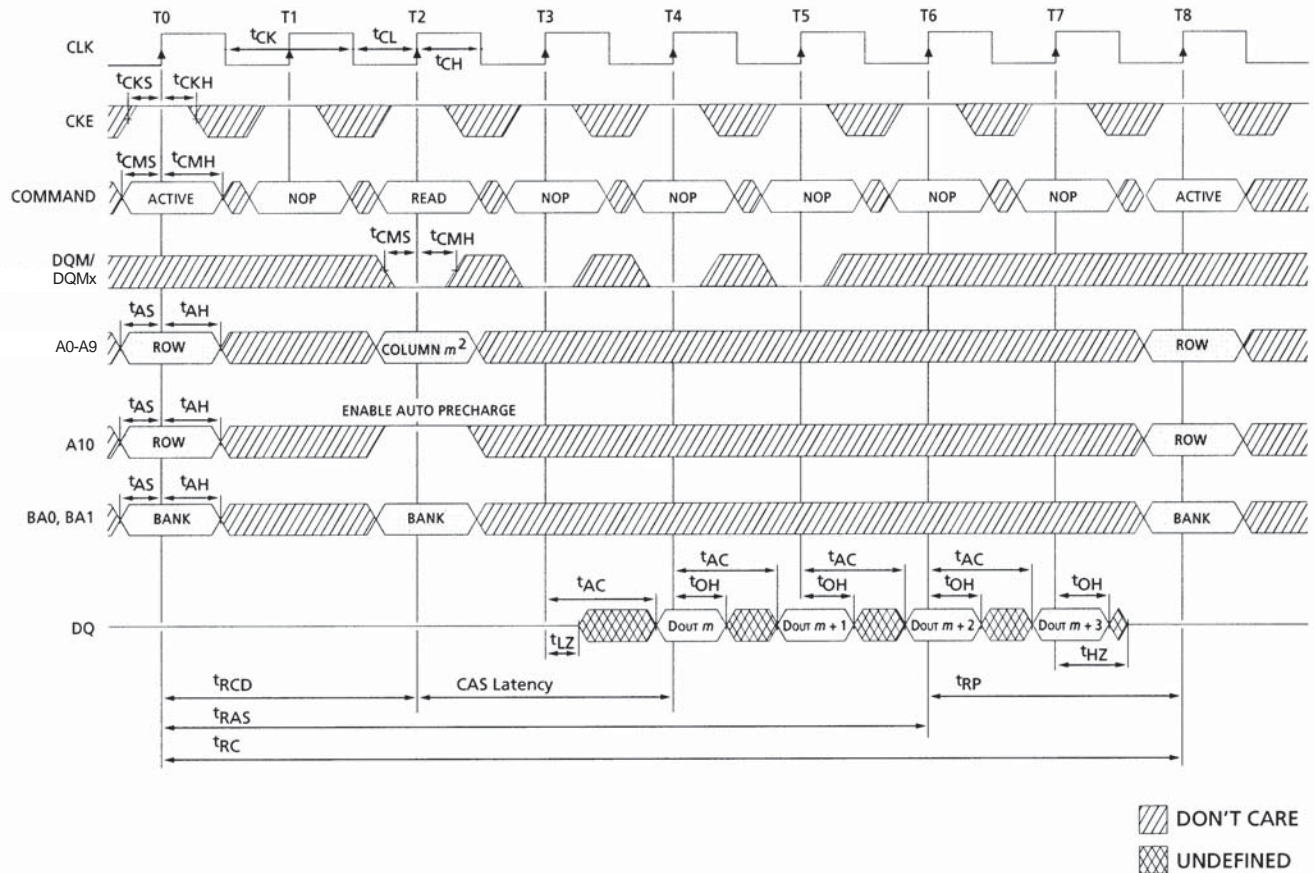 T0 T1 T2 T3 T4 T5 T6 T7 T8
CLK
tCK tCL
tCH
tCKS tCKH
CKE
tCMS tCMH
COMMAND ACTIVE NOP READ NOP NOP NOP NOP NOP ACTIVE
tCMS tCMH
DQM/
DQMx
tAS tAH
A0-A9 ROW COLUMN m2 ROW
ENABLE AUTO PRECHARGE
tAS tAH
A10 ROW ROW
tAS tAH
BA0, BA1 BANK BANK BANK
tAC tAC tAC tAC
tOH tOH tOH tOH
DQ DOUT m DOUT m + 1 DOUT m + 2 DOUT m + 3
tLZ tHZ
tRCD CAS Latency tRP
tRAS
tRC
DON'T CARE
UNDEFINED